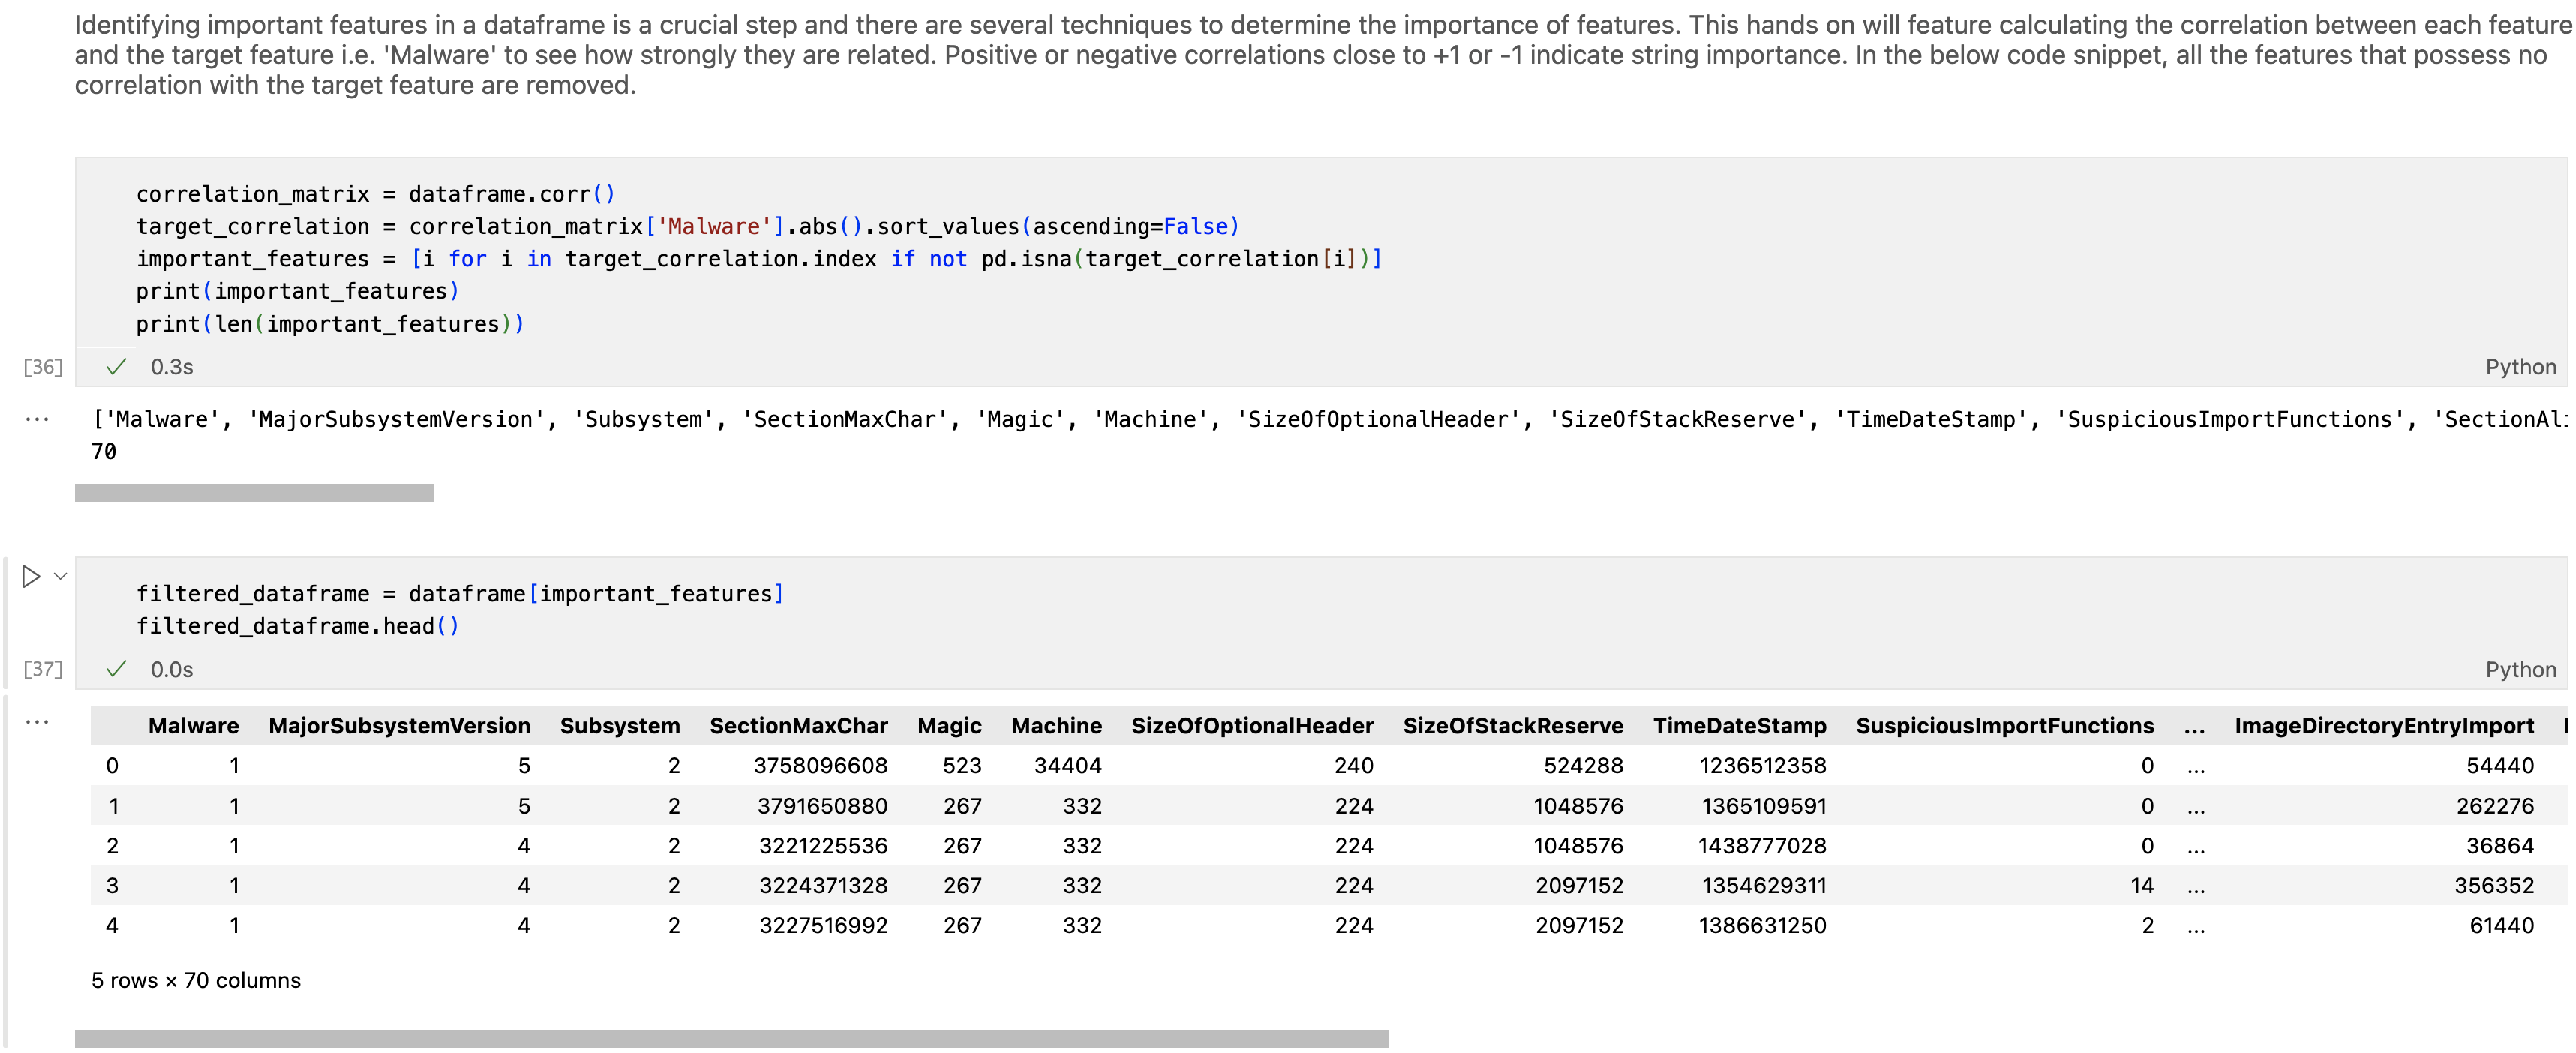 Identifying important features in a dataframe is a crucial step and there are several techniques to determine the importance of features. This hands on will feature calculating the correlation between each feature
and the target feature i.e. 'Malware' to see how strongly they are related. Positive or negative correlations close to +1 or -1 indicate string importance. In the below code snippet, all the features that possess no
correlation with the target feature are removed.
correlation_matrix = dataframe.corr()
target_correlation = correlation_matrix['Malware'].abs().sort_values(ascending=False)
important_features = [i for i in target_correlation.index if not pd.isna(target_correlation[i])]
print(important_features)
print(len(important_features))
[36] 0.3s Python
... ['Malware', 'MajorSubsystemVersion', 'Subsystem', 'SectionMaxChar', 'Magic', 'Machine', 'SizeOfOptionalHeader', 'SizeOfStackReserve', 'TimeDateStamp', 'SuspiciousImportFunctions', 'SectionAli
70
filtered_dataframe = dataframe[important_features]
filtered_dataframe.head()
[37] 0.0s Python
...
Malware MajorSubsystemVersion Subsystem SectionMaxChar Magic Machine SizeOfOptionalHeader SizeOfStackReserve TimeDateStamp SuspiciousImportFunctions ... ImageDirectoryEntryImport
0 1 5 2 3758096608 523 34404 240 524288 1236512358 0 ... 54440
1 1 5 2 3791650880 267 332 224 1048576 1365109591 0 ... 262276
2 1 4 2 3221225536 267 332 224 1048576 1438777028 0 ... 36864
3 1 4 2 3224371328 267 332 224 2097152 1354629311 14 ... 356352
4 1 4 2 3227516992 267 332 224 2097152 1386631250 2 ... 61440
5 rows × 70 columns